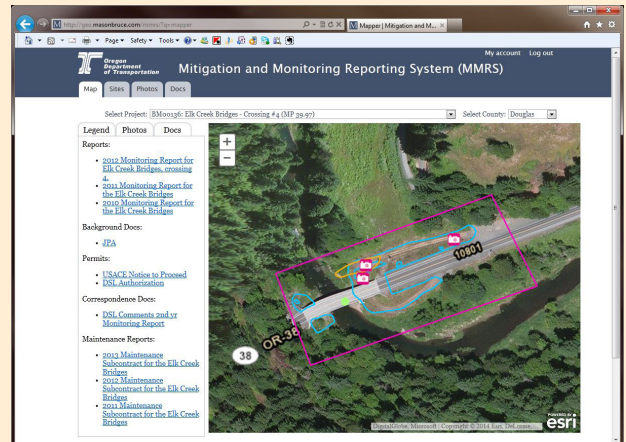 http://geo.masonbruce.com/mmrs/?q=mapper
Mapper | Mitigation and M...
Page
Safety
Tools
My account Log out
Oregon
Department
of Transportation
Mitigation and Monitoring Reporting System (MMRS)
Map Sites Photos Docs
Select Project: BM00136: Elk Creek Bridges - Crossing #4 (MP 39.97) Select County: Douglas
Legend Photos Docs
Reports:
2012 Monitoring Report for
Elk Creek Bridges, crossing
4.
2011 Monitoring Report for
the Elk Creek Bridges
2010 Monitoring Report for
the Elk Creek Bridges
Background Docs:
JPA
Permits:
USACE Notice to Proceed
DSL Authorization
Correspondence Docs:
DSL Comments 2nd yr
Monitoring Report
Maintenance Reports:
2013 Maintenance
Subcontract for the Elk Creek
Bridges
2012 Maintenance
Subcontract for the Elk Creek
Bridges
2011 Maintenance
Subcontract for the Elk Creek
Bridges
+
−
10801
OR-38
38
POWERED BY
esri
DigitalGlobe, Microsoft | Copyright © 2014 Esri, DeLorme,...